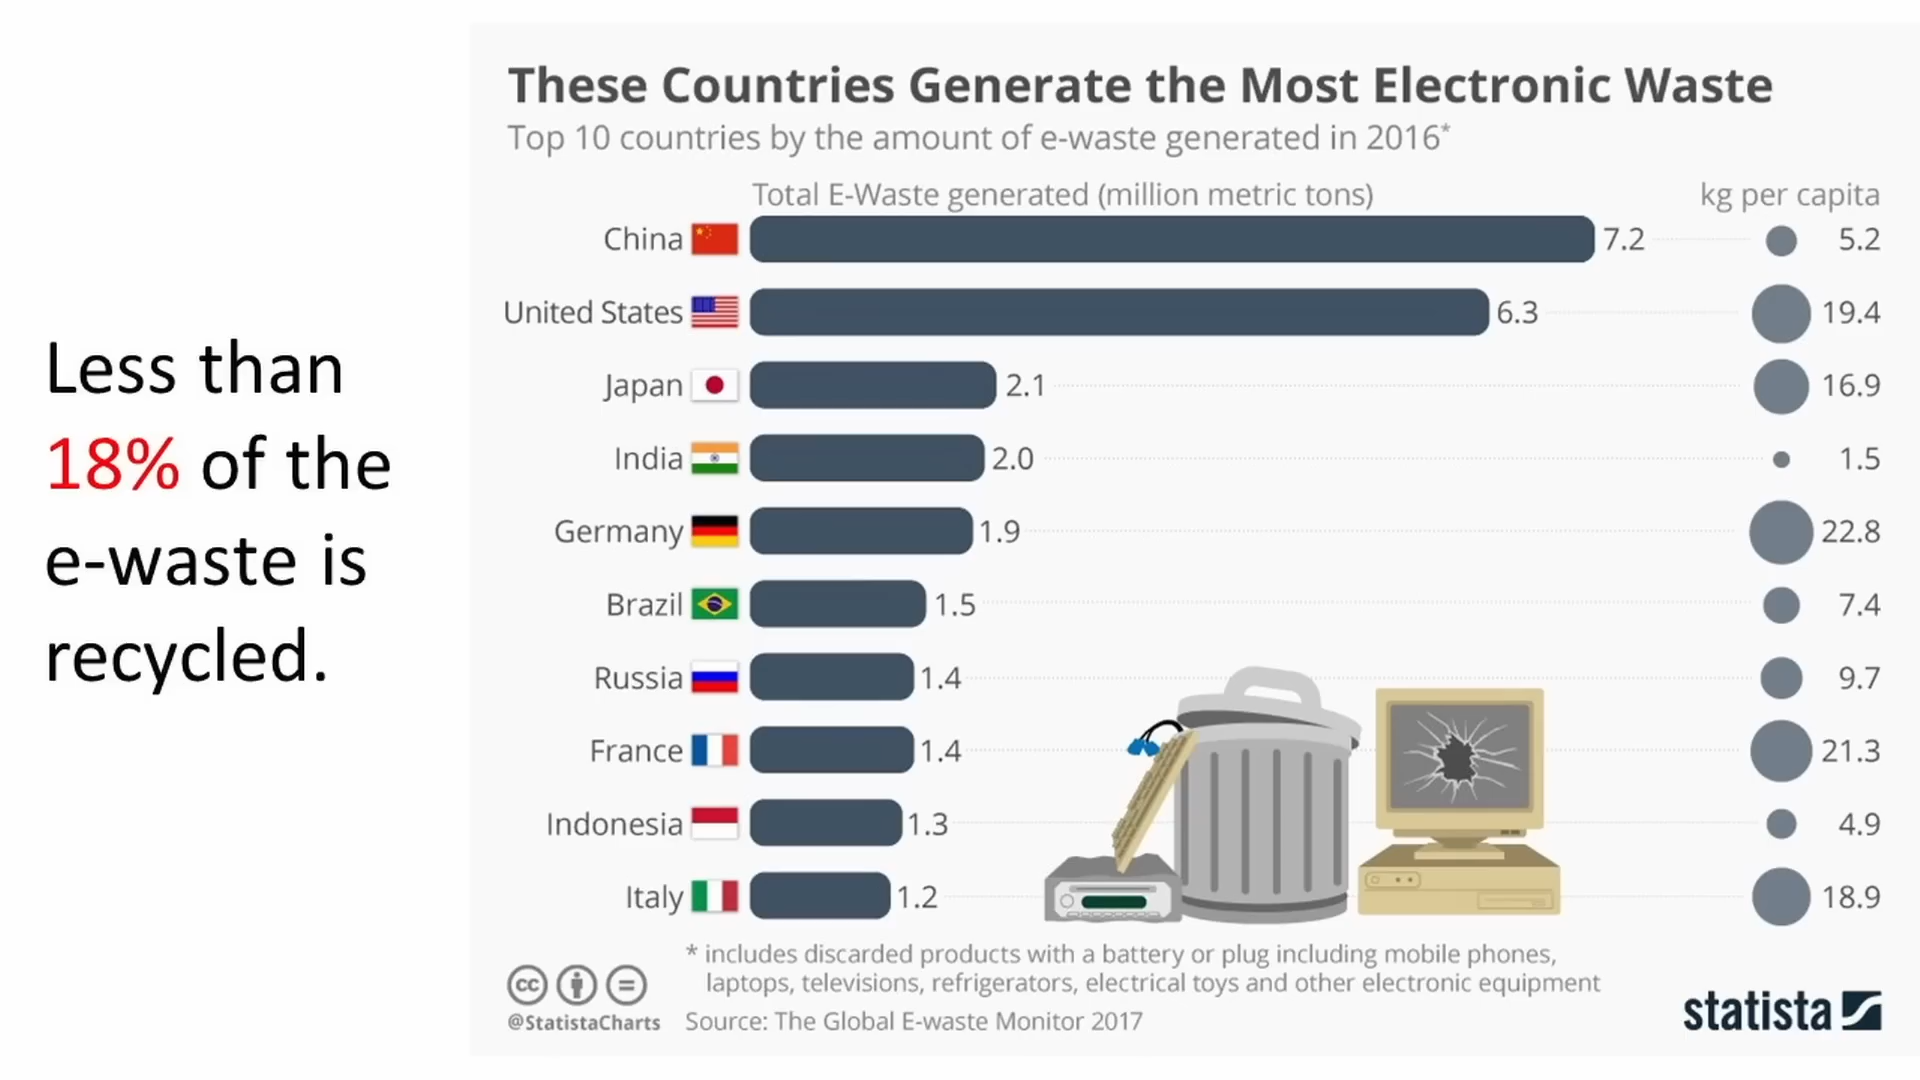 Less than
18% of the
e-waste is
recycled.
These Countries Generate the Most Electronic Waste
Top 10 countries by the amount of e-waste generated in 2016*
Total E-Waste generated (million metric tons) kg per capita
China 7.2 5.2
United States 6.3 19.4
Japan 2.1 16.9
India 2.0 1.5
Germany 1.9 22.8
Brazil 1.5 7.4
Russia 1.4 9.7
France 1.4 21.3
Indonesia 1.3 4.9
Italy 1.2 18.9
* includes discarded products with a battery or plug including mobile phones,
laptops, televisions, refrigerators, electrical toys and other electronic equipment
cc
@StatistaCharts Source: The Global E-waste Monitor 2017
statista